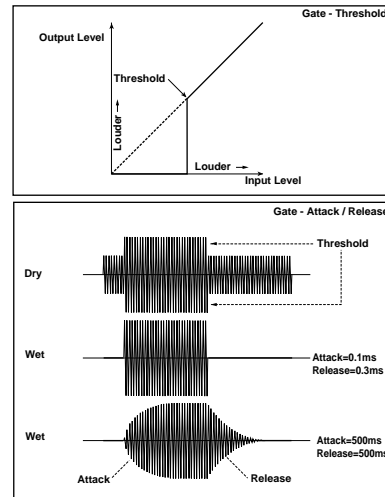 Gate - Threshold
Output Level
Threshold
Louder
Louder
Input Level
Gate - Attack / Release
Threshold
Dry
Wet
Attack=0.1ms
Release=0.3ms
Wet
Attack=500ms
Release=500ms
Attack
Release